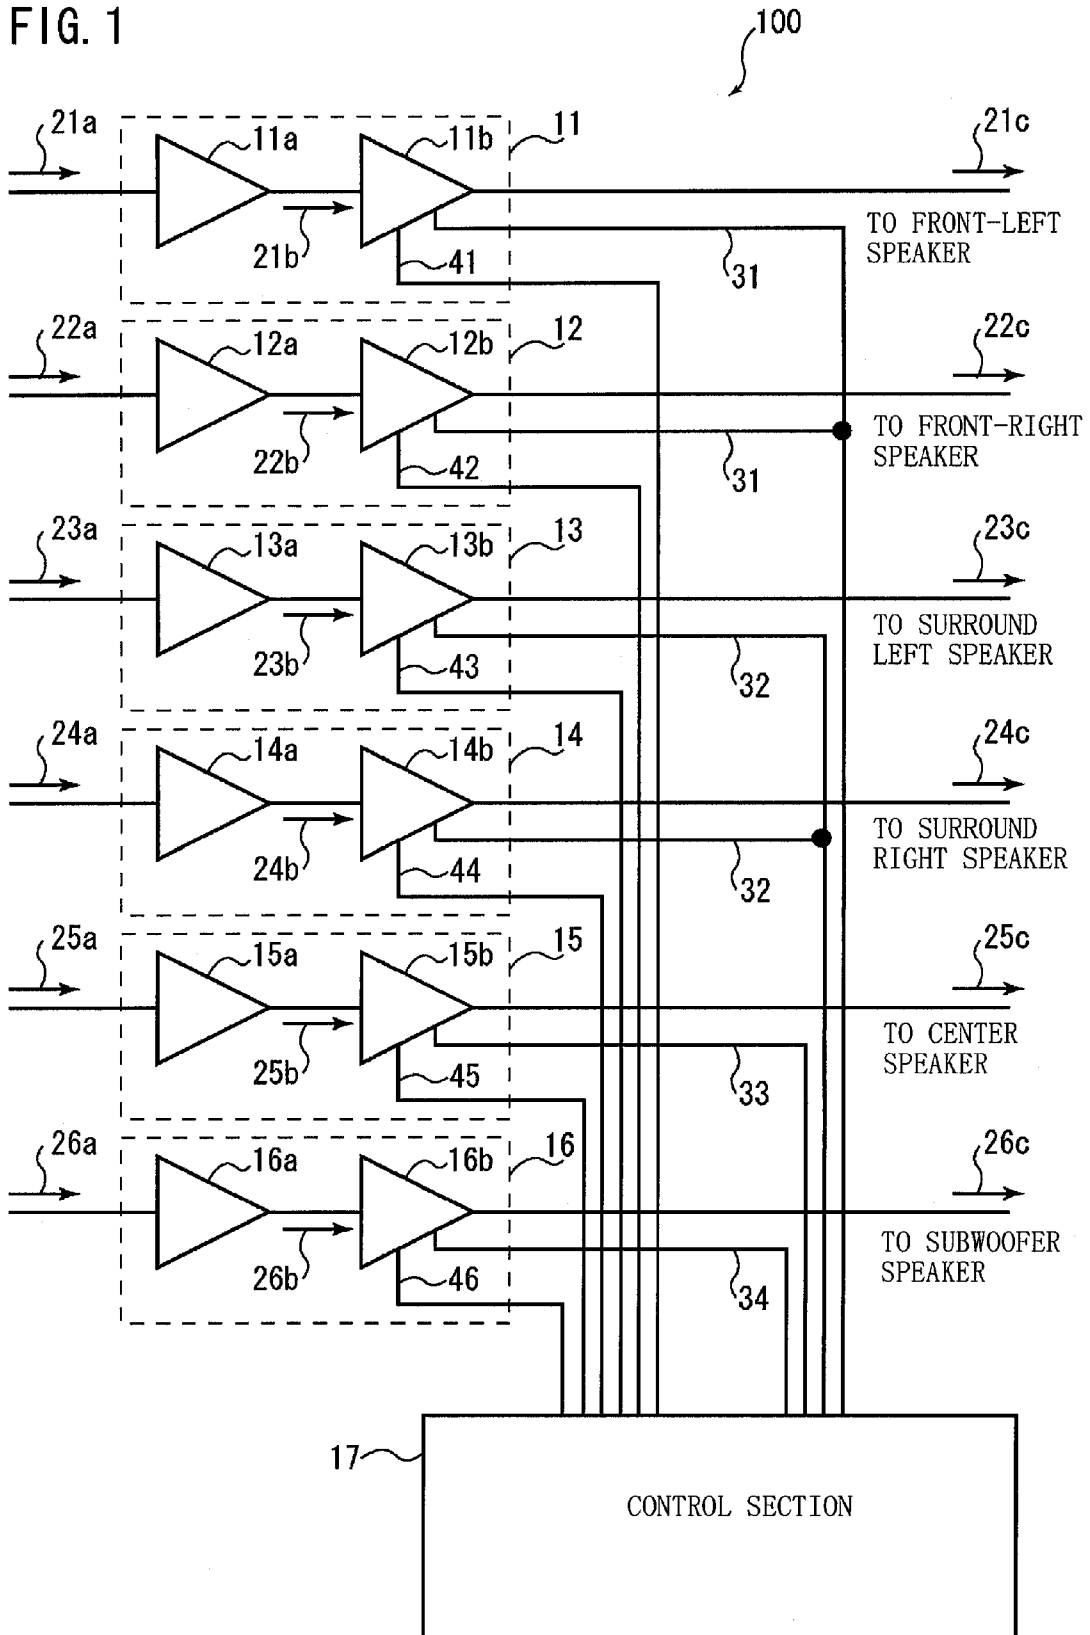 FIG. 1
100
21a
11a
11b
11
21c
TO FRONT-LEFT
SPEAKER
21b
41
31
22a
12a
12b
12
22c
TO FRONT-RIGHT
SPEAKER
22b
42
31
23a
13a
13b
13
23c
TO SURROUND
LEFT SPEAKER
23b
43
32
24a
14a
14b
14
24c
TO SURROUND
RIGHT SPEAKER
24b
44
32
25a
15a
15b
15
25c
TO CENTER
SPEAKER
25b
45
33
26a
16a
16b
16
26c
TO SUBWOOFER
SPEAKER
26b
46
34
17
CONTROL SECTION